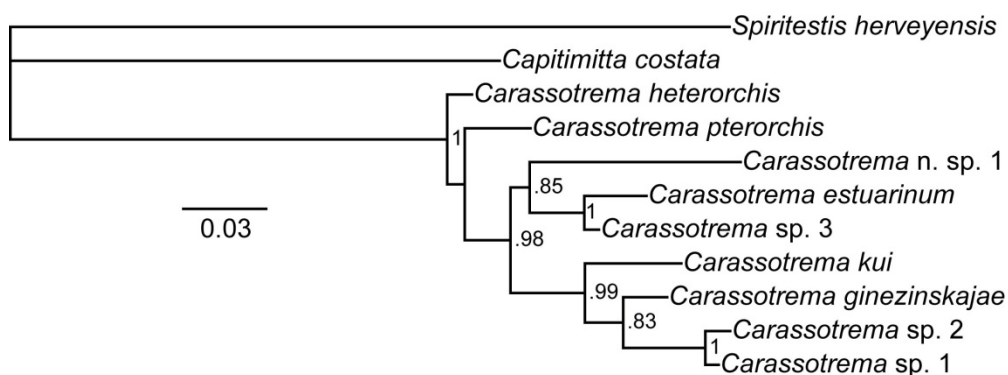 Spiritestis herveyensis
Capitimitta costata
Carassotrema heterorchis
1
Carassotrema pterorchis
Carassotrema n. sp. 1
.85
Carassotrema estuarinum
1
Carassotrema sp. 3
0.03
.98
Carassotrema kui
.99
Carassotrema ginezinskajae
.83
Carassotrema sp. 2
1
Carassotrema sp. 1